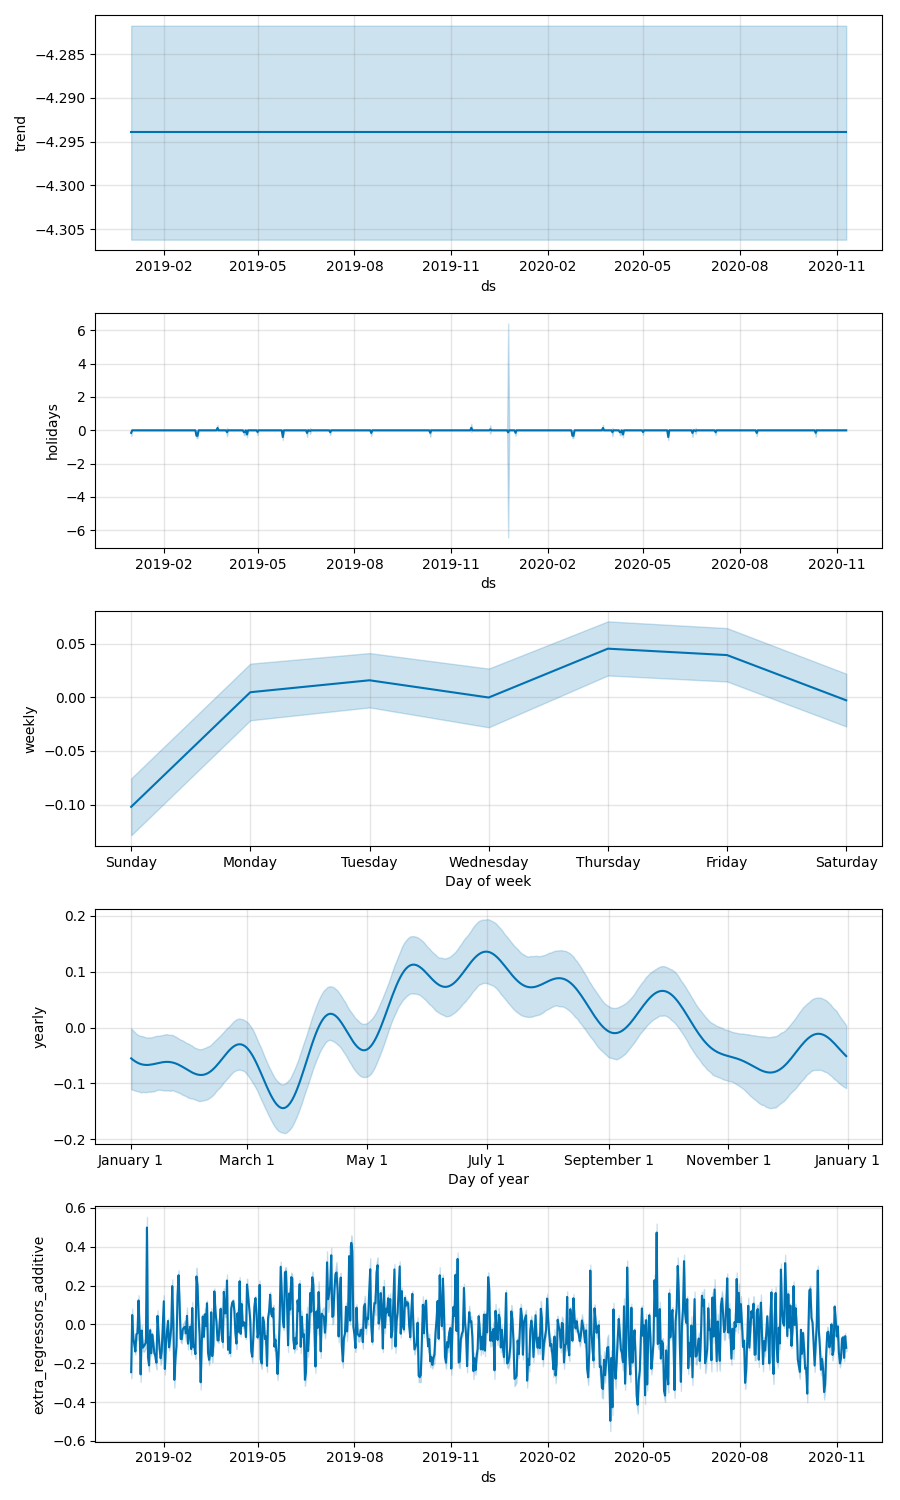 −4.285
−4.290
−4.295
−4.300
−4.305
trend
2019-02 2019-05 2019-08 2019-11 2020-02 2020-05 2020-08 2020-11
ds
6
4
2
0
−2
−4
−6
holidays
2019-02 2019-05 2019-08 2019-11 2020-02 2020-05 2020-08 2020-11
ds
0.05
0.00
−0.05
−0.10
weekly
Sunday Monday Tuesday Wednesday Thursday Friday Saturday
Day of week
0.2
0.1
0.0
−0.1
−0.2
yearly
January 1 March 1 May 1 July 1 September 1 November 1 January 1
Day of year
0.6
0.4
0.2
0.0
−0.2
−0.4
−0.6
extra_regressors_additive
2019-02 2019-05 2019-08 2019-11 2020-02 2020-05 2020-08 2020-11
ds